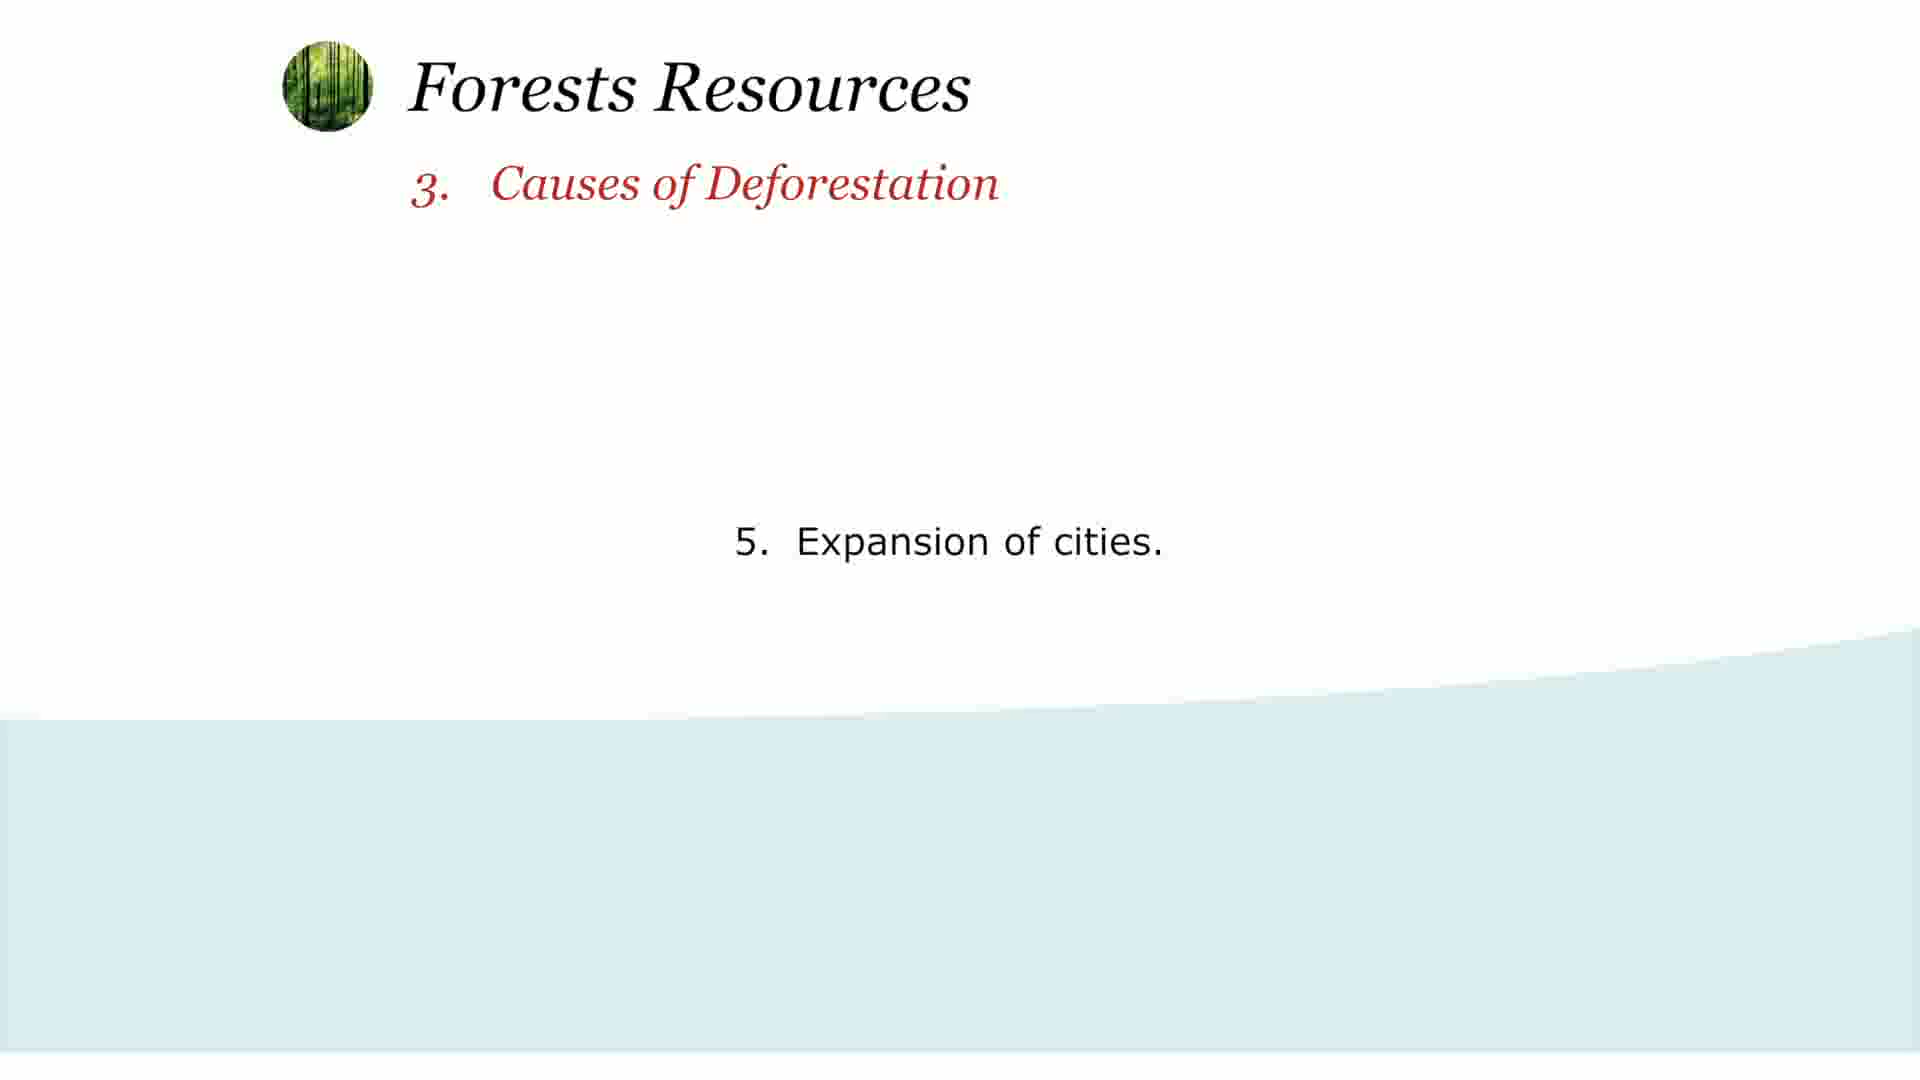 Forests Resources
3. Causes of Deforestation
5. Expansion of cities.